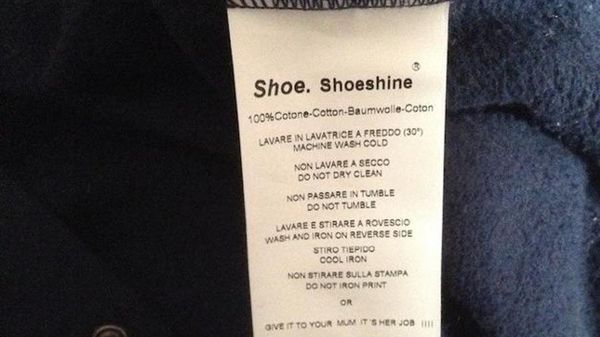 Shoe. Shoeshine ®
100%Cotone-Cotton-Baumwolle-Coton
LAVARE IN LAVATRICE A FREDDO (30°)
MACHINE WASH COLD
NON LAVARE A SECCO
DO NOT DRY CLEAN
NON PASSARE IN TUMBLE
DO NOT TUMBLE
LAVARE E STIRARE A ROVESCIO
WASH AND IRON ON REVERSE SIDE
STIRO TIEPIDO
COOL IRON
NON STIRARE SULLA STAMPA
DO NOT IRON PRINT
OR
GIVE IT TO YOUR MUM IT'S HER JOB !!!!